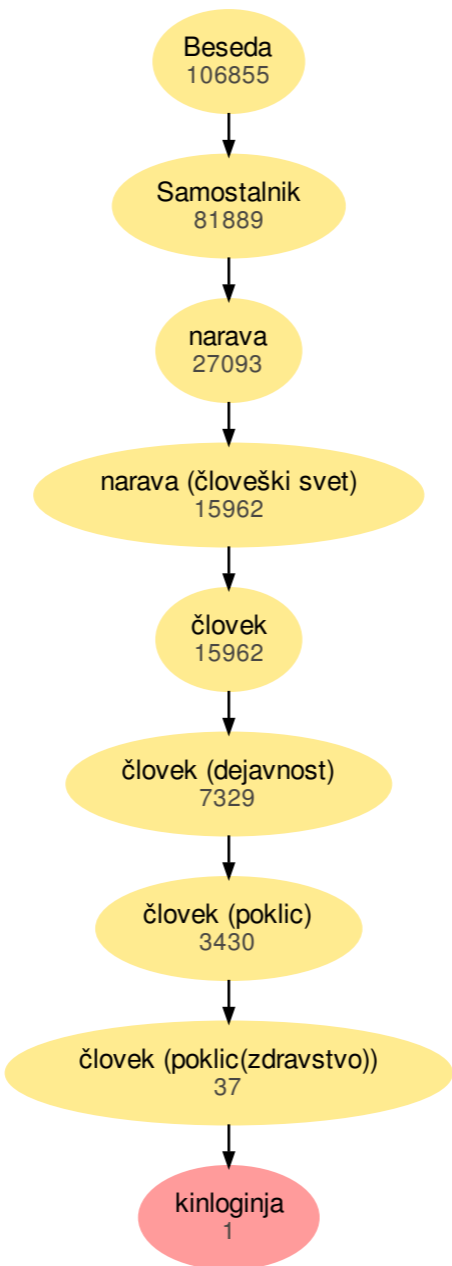 Beseda
106855
Samostalnik
81889
narava
27093
narava (človeški svet)
15962
človek
15962
človek (dejavnost)
7329
človek (poklic)
3430
človek (poklic(zdravstvo))
37
kinloginja
1